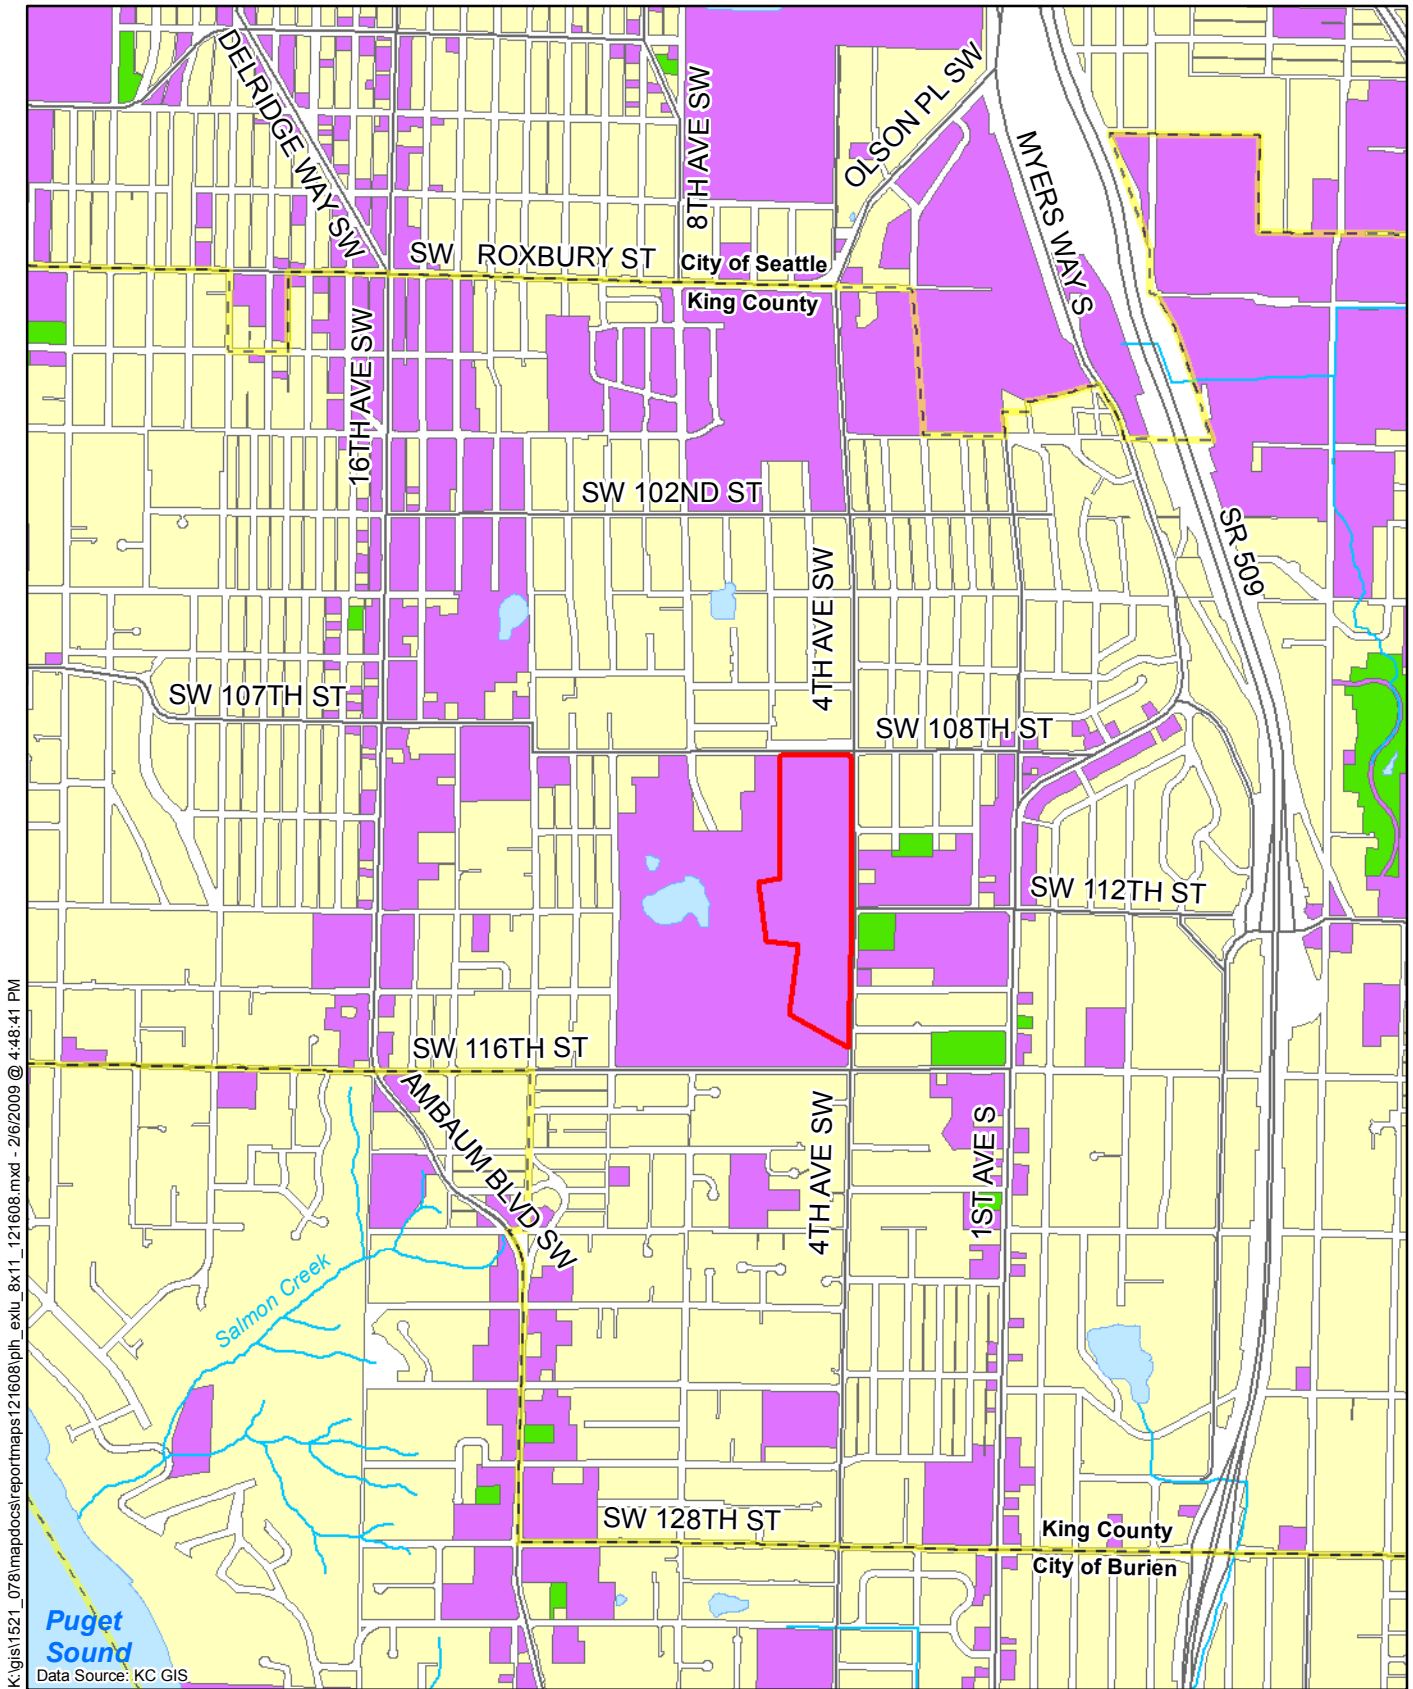 DELRIDGE WAY SW
8TH AVE SW
OLSON PL SW
MYERS WAY S
SW ROXBURY ST
City of Seattle
King County
16TH AVE SW
SW 102ND ST
SR 509
4TH AVE SW
SW 107TH ST
SW 108TH ST
SW 112TH ST
SW 116TH ST
AMBAUM BLVD SW
4TH AVE SW
1ST AVE S
Salmon Creek
SW 128TH ST
King County
City of Burien
Puget
Sound
Data Source: KC GIS
K:\gis\1521_078\mapdocs\reportmaps121608\plh_exlu_8x11_121608.mxd - 2/6/2009 @ 4:48:41 PM